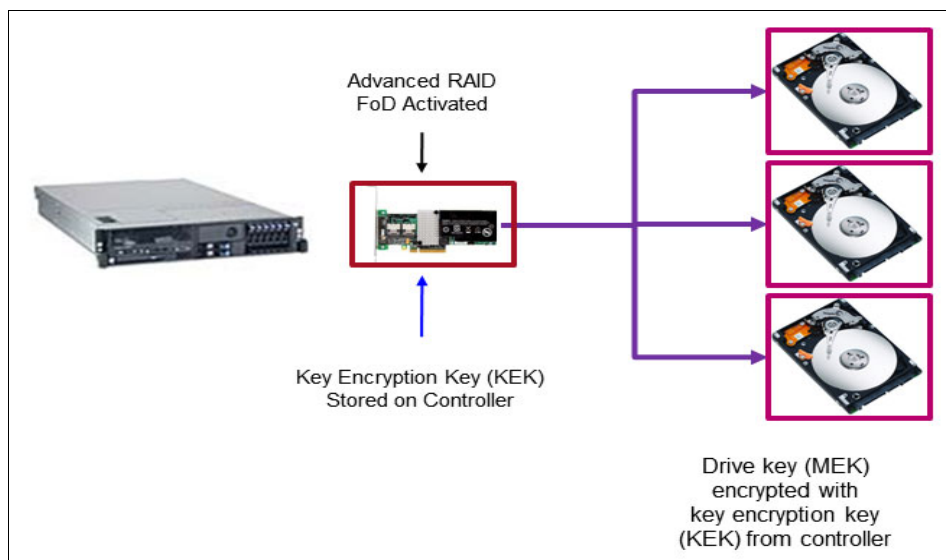 Advanced RAID
FoD Activated
Key Encryption Key (KEK)
Stored on Controller
Drive key (MEK)
encrypted with
key encryption key
(KEK) from controller